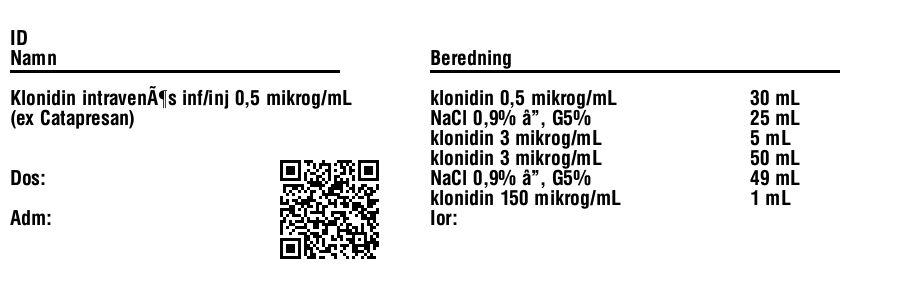 ID
Namn
Klonidin intravenÃ¶s inf/inj 0,5 mikrog/mL
(ex Catapresan)
Dos:
Adm:
Beredning
klonidin 0,5 mikrog/mL 30 mL
NaCl 0,9% â”, G5% 25 mL
klonidin 3 mikrog/mL 5 mL
klonidin 3 mikrog/mL 50 mL
NaCl 0,9% â”, G5% 49 mL
klonidin 150 mikrog/mL 1 mL
lor: